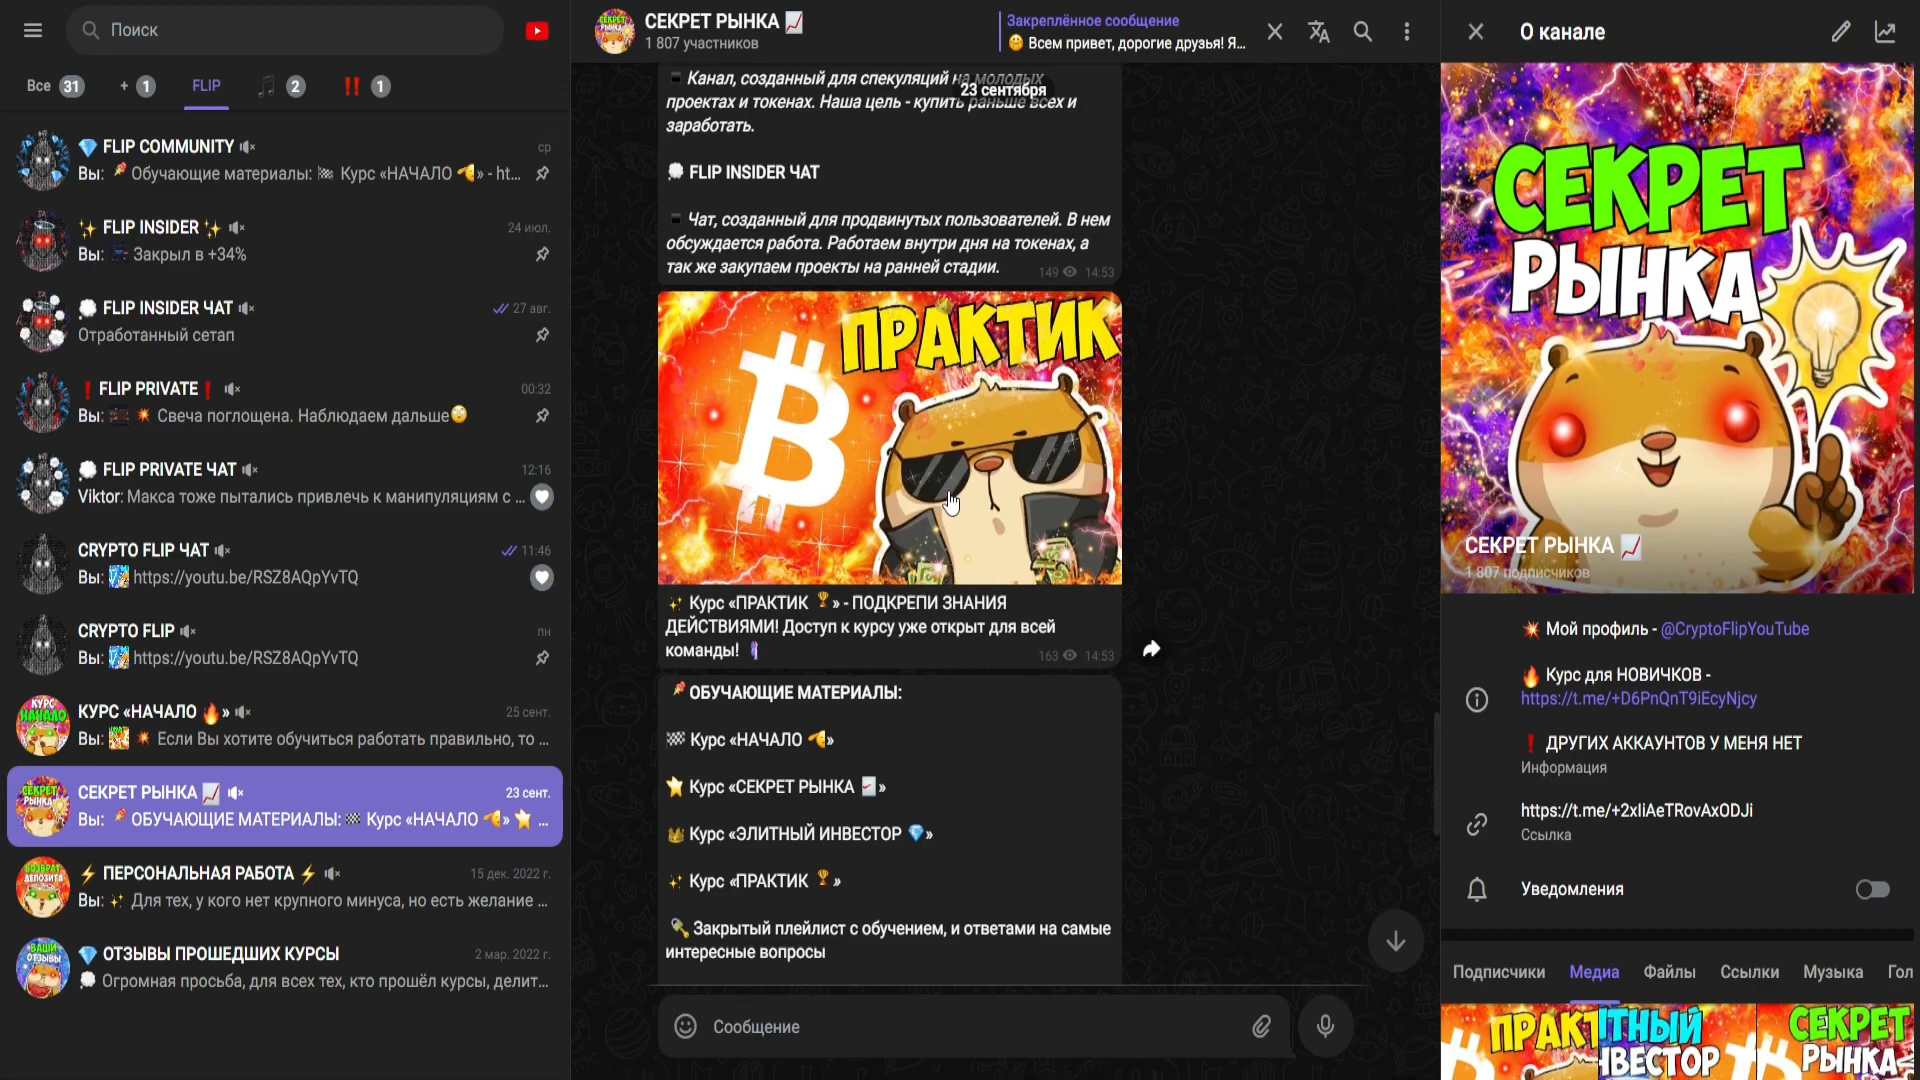 Поиск
Все 31
+ 1
FLIP
2
1
FLIP COMMUNITY
ср
Вы: Обучающие материалы: Курс «НАЧАЛО » - ht...
FLIP INSIDER
24 июл.
Вы: Закрыл в +34%
FLIP INSIDER ЧАТ
27 авг.
Отработанный сетап
FLIP PRIVATE
00:32
Вы: Свеча поглощена. Наблюдаем дальше
FLIP PRIVATE ЧАТ
12:16
Viktor: Макса тоже пытались привлечь к манипуляциям с ...
CRYPTO FLIP ЧАТ
11:46
Вы: https://youtu.be/RSZ8AQpYvTQ
CRYPTO FLIP
пн
Вы: https://youtu.be/RSZ8AQpYvTQ
КУРС «НАЧАЛО »
25 сент.
Вы: Если Вы хотите обучиться работать правильно, то ...
СЕКРЕТ РЫНКА
23 сент.
Вы: ОБУЧАЮЩИЕ МАТЕРИАЛЫ: Курс «НАЧАЛО » ...
ПЕРСОНАЛЬНАЯ РАБОТА
15 дек. 2022 г.
Вы: Для тех, у кого нет крупного минуса, но есть желание ...
ОТЗЫВЫ ПРОШЕДШИХ КУРСЫ
2 мар. 2022 г.
Огромная просьба, для всех тех, кто прошёл курсы, делит...
СЕКРЕТ РЫНКА
1 807 участников
Закреплённое сообщение
Всем привет, дорогие друзья! Я...
23 сентября
Канал, созданный для спекуляций на молодых
проектах и токенах. Наша цель - купить раньше всех и
заработать.
FLIP INSIDER ЧАТ
Чат, созданный для продвинутых пользователей. В нем
обсуждается работа. Работаем внутри дня на токенах, а
так же закупаем проекты на ранней стадии.
149 14:53
ПРАКТИК
Курс «ПРАКТИК » - ПОДКРЕПИ ЗНАНИЯ
ДЕЙСТВИЯМИ! Доступ к курсу уже открыт для всей
команды!
163 14:53
ОБУЧАЮЩИЕ МАТЕРИАЛЫ:
Курс «НАЧАЛО »
Курс «СЕКРЕТ РЫНКА »
Курс «ЭЛИТНЫЙ ИНВЕСТОР »
Курс «ПРАКТИК »
Закрытый плейлист с обучением, и ответами на самые
интересные вопросы
Сообщение
О канале
СЕКРЕТ
РЫНКА
СЕКРЕТ РЫНКА
1 807 подписчиков
Мой профиль - @CryptoFlipYouTube
Курс для НОВИЧКОВ -
https://t.me/+D6PnQnT9iEcyNjcy
ДРУГИХ АККАУНТОВ У МЕНЯ НЕТ
Информация
https://t.me/+2xIiAeTRovAxODJi
Ссылка
Уведомления
Подписчики
Медиа
Файлы
Ссылки
Музыка
Гол
СЕКРЕТ
РЫНКА